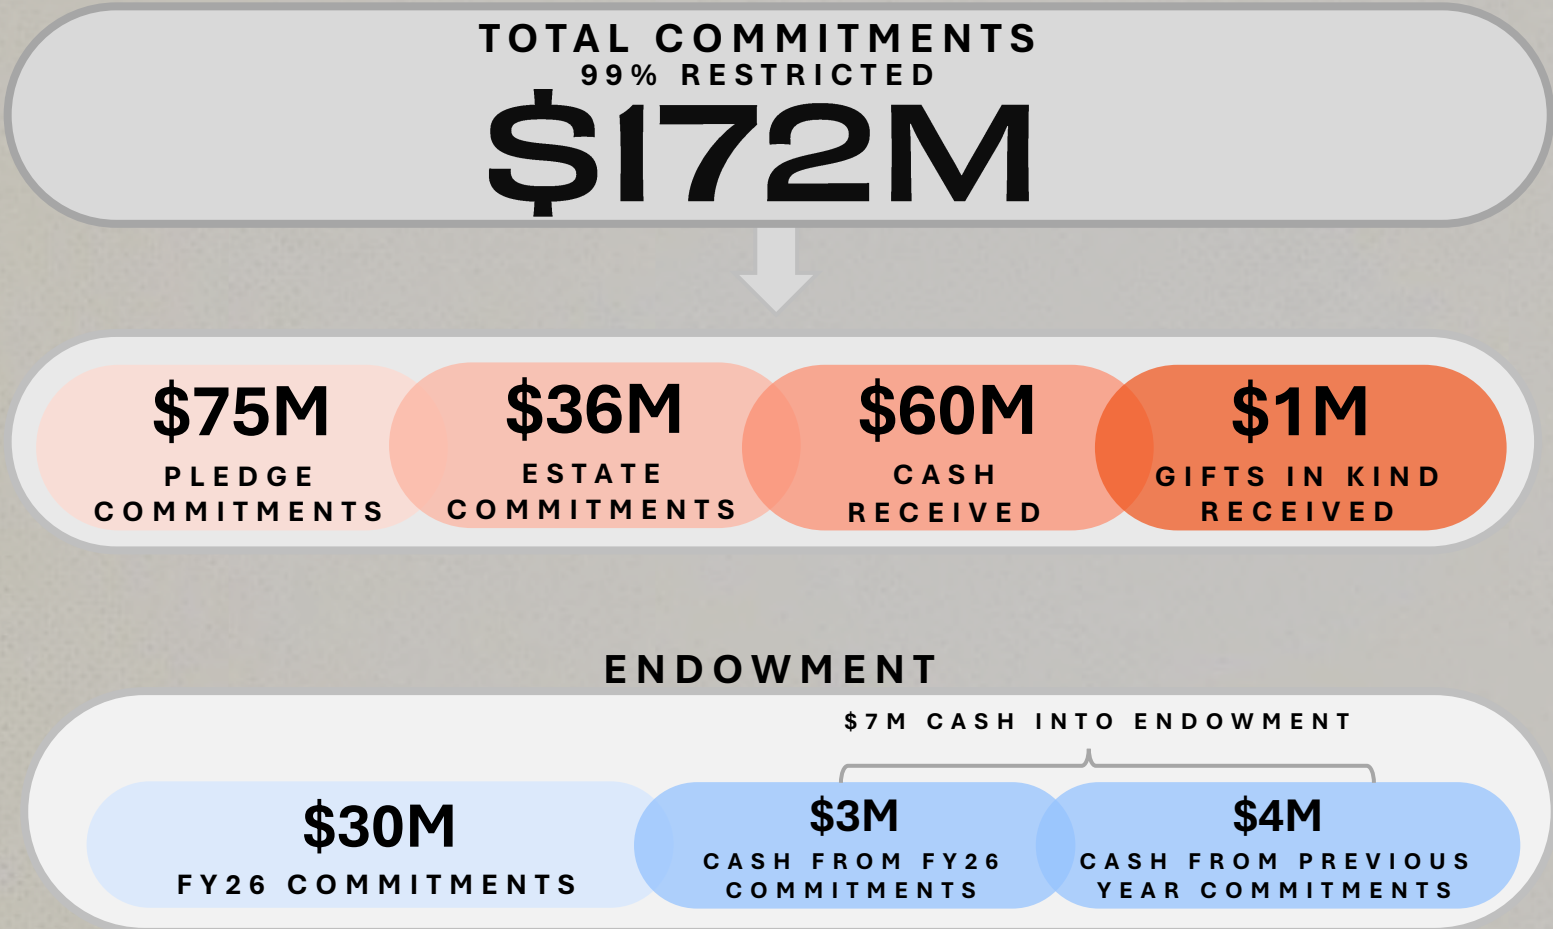 TOTAL COMMITMENTS
99% RESTRICTED
$172M
$75M
PLEDGE
COMMITMENTS
$36M
ESTATE
COMMITMENTS
$60M
CASH
RECEIVED
$1M
GIFTS IN KIND
RECEIVED
ENDOWMENT
$7M CASH INTO ENDOWMENT
$30M
FY26 COMMITMENTS
$3M
CASH FROM FY26
COMMITMENTS
$4M
CASH FROM PREVIOUS
YEAR COMMITMENTS